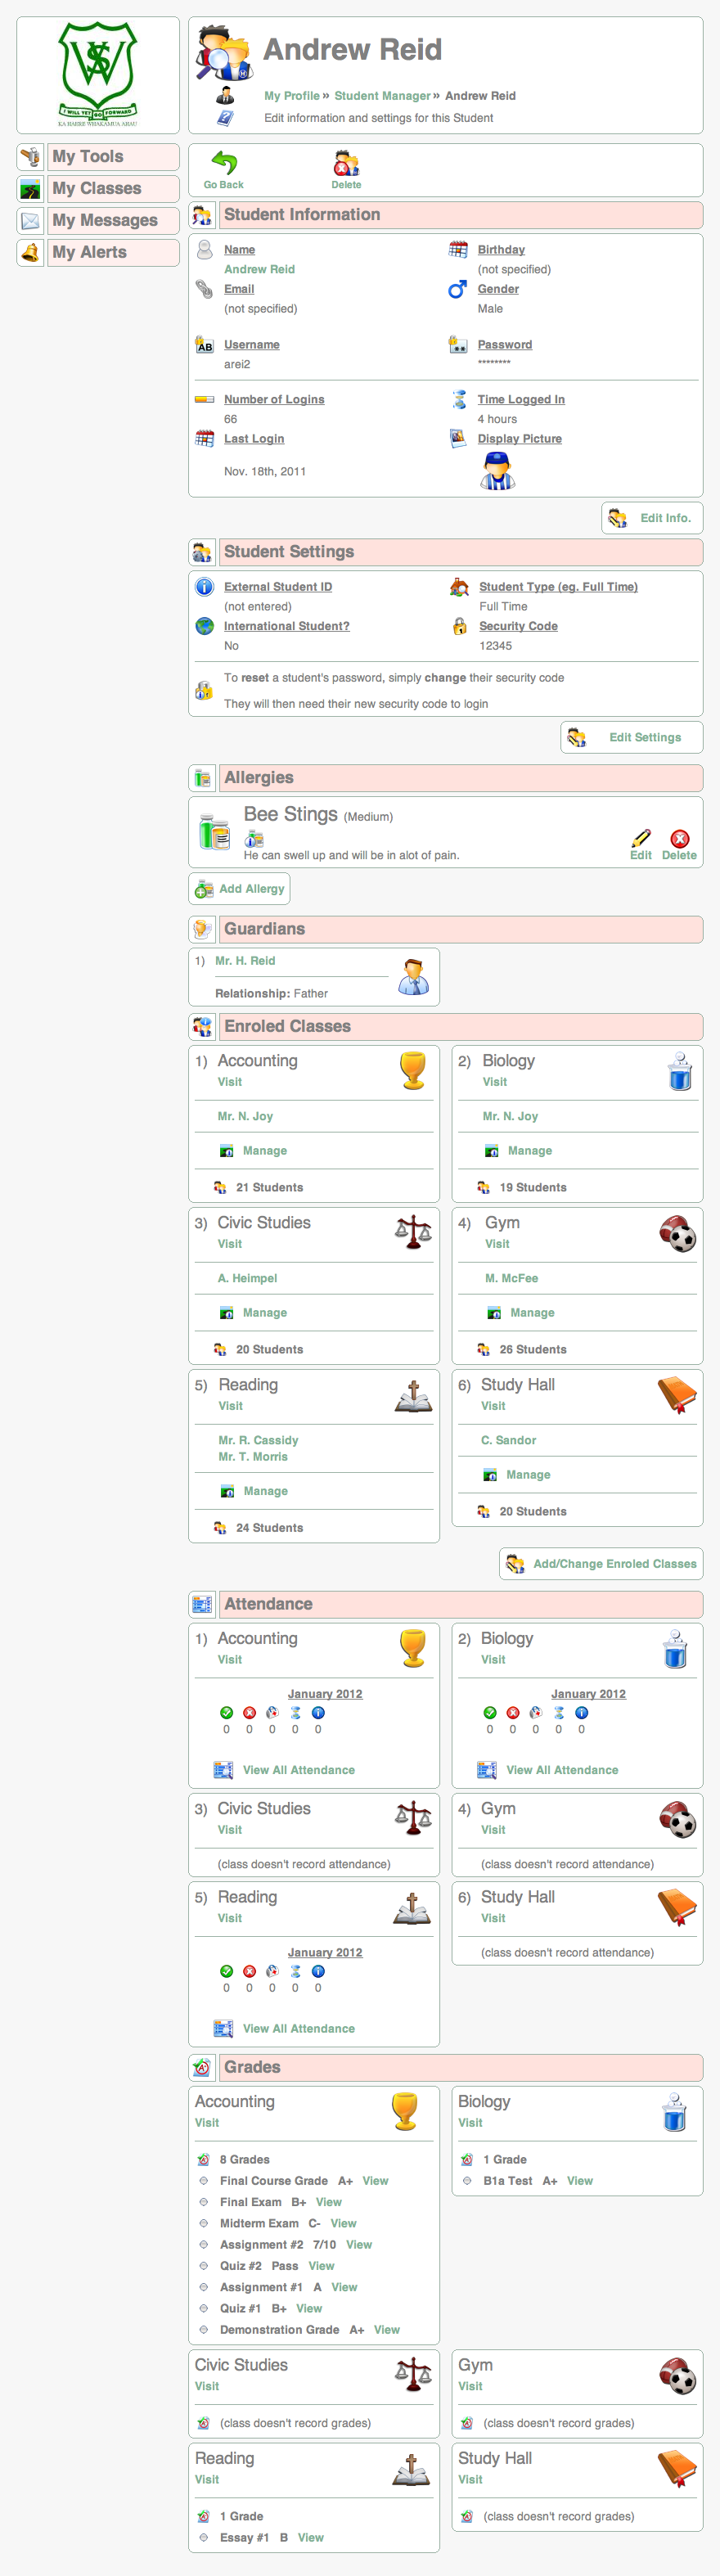 WS
I WILL YET GO FORWARD
KA HAERE WHAKAMUA AHAU
My Tools
My Classes
My Messages
My Alerts
Andrew Reid
My Profile » Student Manager » Andrew Reid
Edit information and settings for this Student
Go Back Delete
Student Information
Name Birthday
Andrew Reid (not specified)
Email Gender
(not specified) Male
Username Password
arei2 ********
Number of Logins Time Logged In
66 4 hours
Last Login Display Picture
Nov. 18th, 2011
Edit Info.
Student Settings
External Student ID Student Type (eg. Full Time)
(not entered) Full Time
International Student? Security Code
No 12345
To reset a student's password, simply change their security code
They will then need their new security code to login
Edit Settings
Allergies
Bee Stings (Medium)
He can swell up and will be in alot of pain.
Edit Delete
Add Allergy
Guardians
1) Mr. H. Reid
Relationship: Father
Enroled Classes
1) Accounting
Visit
Mr. N. Joy
Manage
21 Students
2) Biology
Visit
Mr. N. Joy
Manage
19 Students
3) Civic Studies
Visit
A. Heimpel
Manage
20 Students
4) Gym
Visit
M. McFee
Manage
26 Students
5) Reading
Visit
Mr. R. Cassidy
Mr. T. Morris
Manage
24 Students
6) Study Hall
Visit
C. Sandor
Manage
20 Students
Add/Change Enroled Classes
Attendance
1) Accounting
Visit
January 2012
0 0 0 0 0
View All Attendance
2) Biology
Visit
January 2012
0 0 0 0 0
View All Attendance
3) Civic Studies
Visit
(class doesn't record attendance)
4) Gym
Visit
(class doesn't record attendance)
5) Reading
Visit
January 2012
0 0 0 0 0
View All Attendance
6) Study Hall
Visit
(class doesn't record attendance)
Grades
Accounting
Visit
8 Grades
Final Course Grade A+ View
Final Exam B+ View
Midterm Exam C- View
Assignment #2 7/10 View
Quiz #2 Pass View
Assignment #1 A View
Quiz #1 B+ View
Demonstration Grade A+ View
Biology
Visit
1 Grade
B1a Test A+ View
Civic Studies
Visit
(class doesn't record grades)
Gym
Visit
(class doesn't record grades)
Reading
Visit
1 Grade
Essay #1 B View
Study Hall
Visit
(class doesn't record grades)